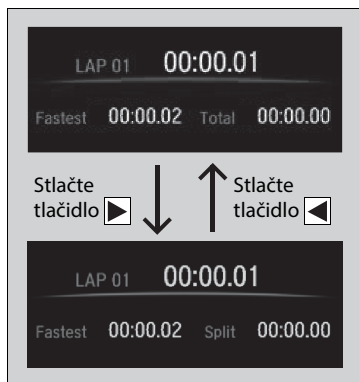 LAP 01 00:00.01
Fastest 00:00.02 Total 00:00.00
Stlačte
tlačidlo ▶
Stlačte
tlačidlo ◀
LAP 01 00:00.01
Fastest 00:00.02 Split 00:00.00